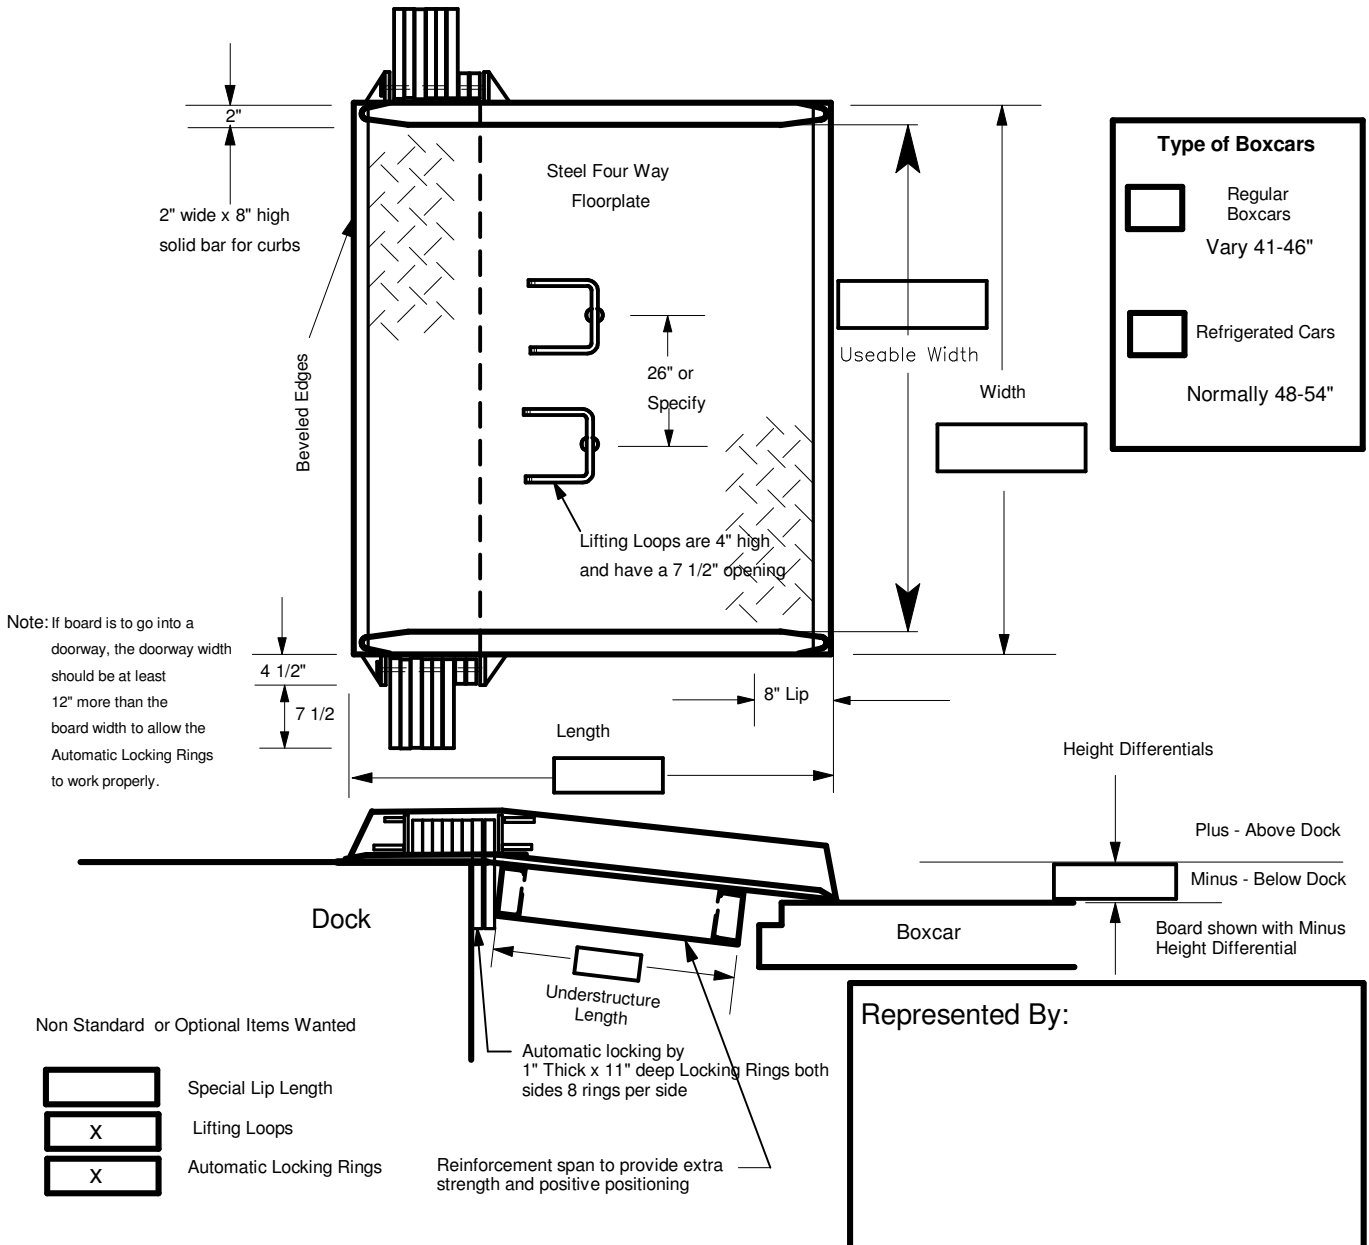 2"
2" wide x 8" high
solid bar for curbs
Beveled Edges
Steel Four Way
Floorplate
26" or
Specify
Lifting Loops are 4" high
and have a 7 1/2" opening
Useable Width
Width
Type of Boxcars
Regular
Boxcars
Vary 41-46"
Refrigerated Cars
Normally 48-54"
Note: If board is to go into a
doorway, the doorway width
should be at least
12" more than the
board width to allow the
Automatic Locking Rings
to work properly.
4 1/2"
7 1/2
8" Lip
Length
Height Differentials
Plus - Above Dock
Minus - Below Dock
Board shown with Minus
Height Differential
Dock
Boxcar
Understructure
Length
Automatic locking by
1" Thick x 11" deep Locking Rings both
sides 8 rings per side
Reinforcement span to provide extra
strength and positive positioning
Non Standard or Optional Items Wanted
Special Lip Length
X Lifting Loops
X Automatic Locking Rings
Represented By: